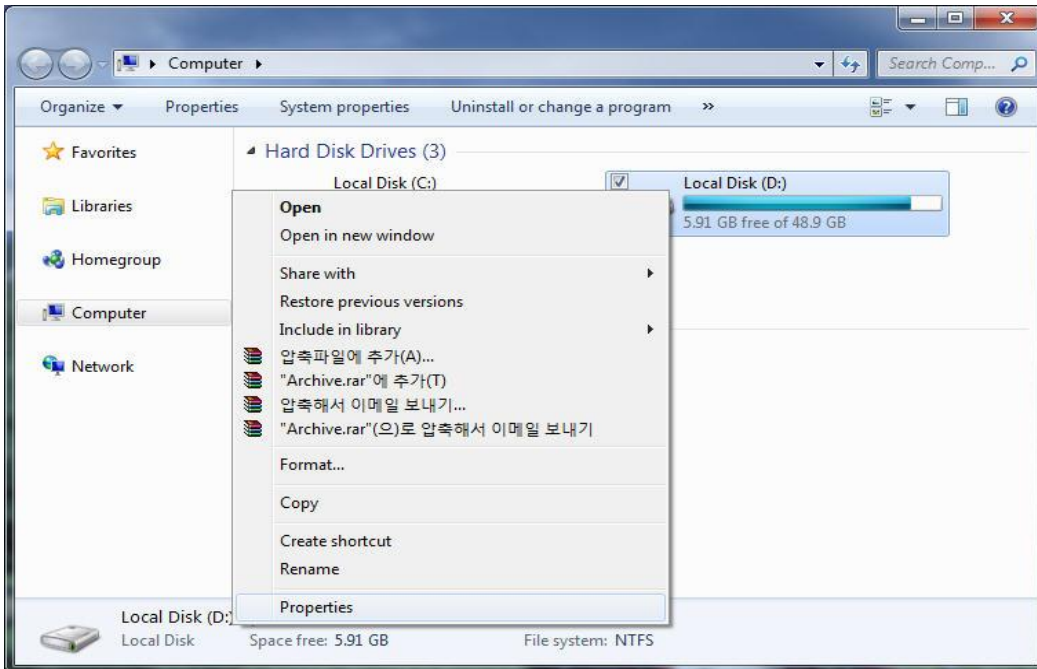 Computer
Search Comp...
Organize
Properties
System properties
Uninstall or change a program
»
Favorites
Libraries
Homegroup
Computer
Network
Hard Disk Drives (3)
Local Disk (C:)
Local Disk (D:)
5.91 GB free of 48.9 GB
Open
Open in new window
Share with
Restore previous versions
Include in library
압축파일에 추가(A)...
"Archive.rar"에 추가(T)
압축해서 이메일 보내기...
"Archive.rar"(으)로 압축해서 이메일 보내기
Format...
Copy
Create shortcut
Rename
Properties
Local Disk (D:)
Local Disk
Space free: 5.91 GB
File system: NTFS